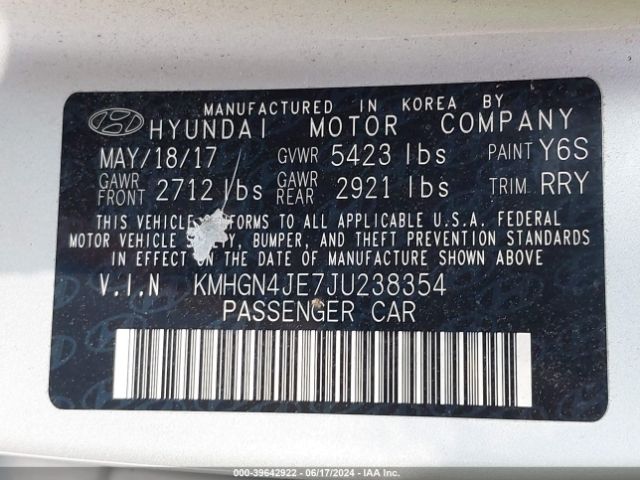 MANUFACTURED IN KOREA BY
HYUNDAI MOTOR COMPANY
MAY/18/17 GVWR 5423 lbs PAINT Y6S
GAWR FRONT 2712 lbs GAWR REAR 2921 lbs TRIM RRY
THIS VEHICLE TO ALL APPLICABLE U.S.A. FEDERAL
MOTOR VEHICLE BUMPER, AND THEFT PREVENTION STANDARDS
IN EFFECT ON THE DATE OF MANUFACTURE SHOWN ABOVE
V.I.N KMHGN4JE7JU238354
PASSENGER CAR
000-39642922 - 06/17/2024 - IAA Inc.